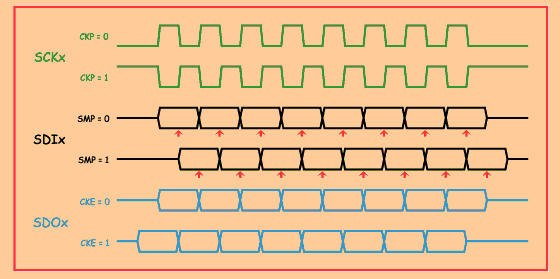 CKP = 0
SCKx
CKP = 1
SMP = 0
SDIx
SMP = 1
CKE = 0
SDOx
CKE = 1